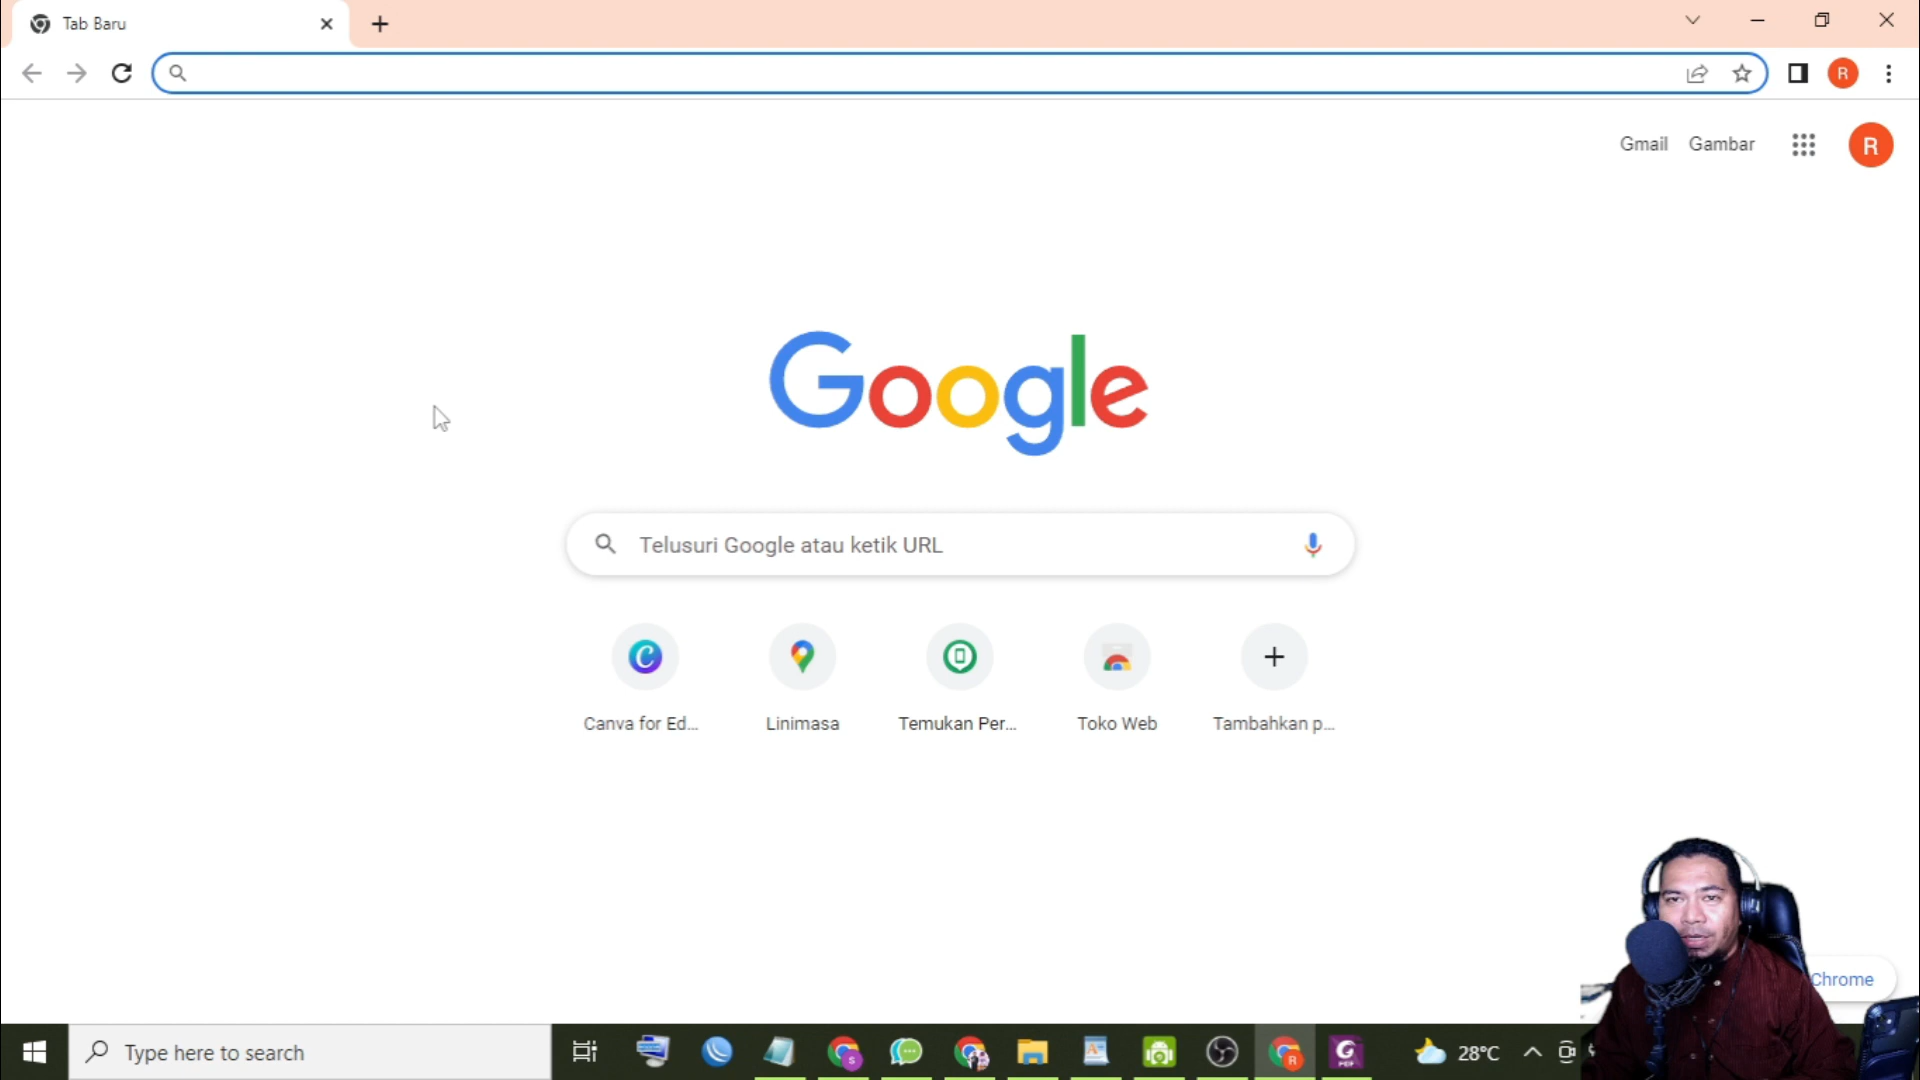 Tab Baru
R
Gmail Gambar
R
Google
Telusuri Google atau ketik URL
Canva for Ed...
Linimasa
Temukan Per...
Toko Web
Tambahkan p...
Chrome
Type here to search
28°C